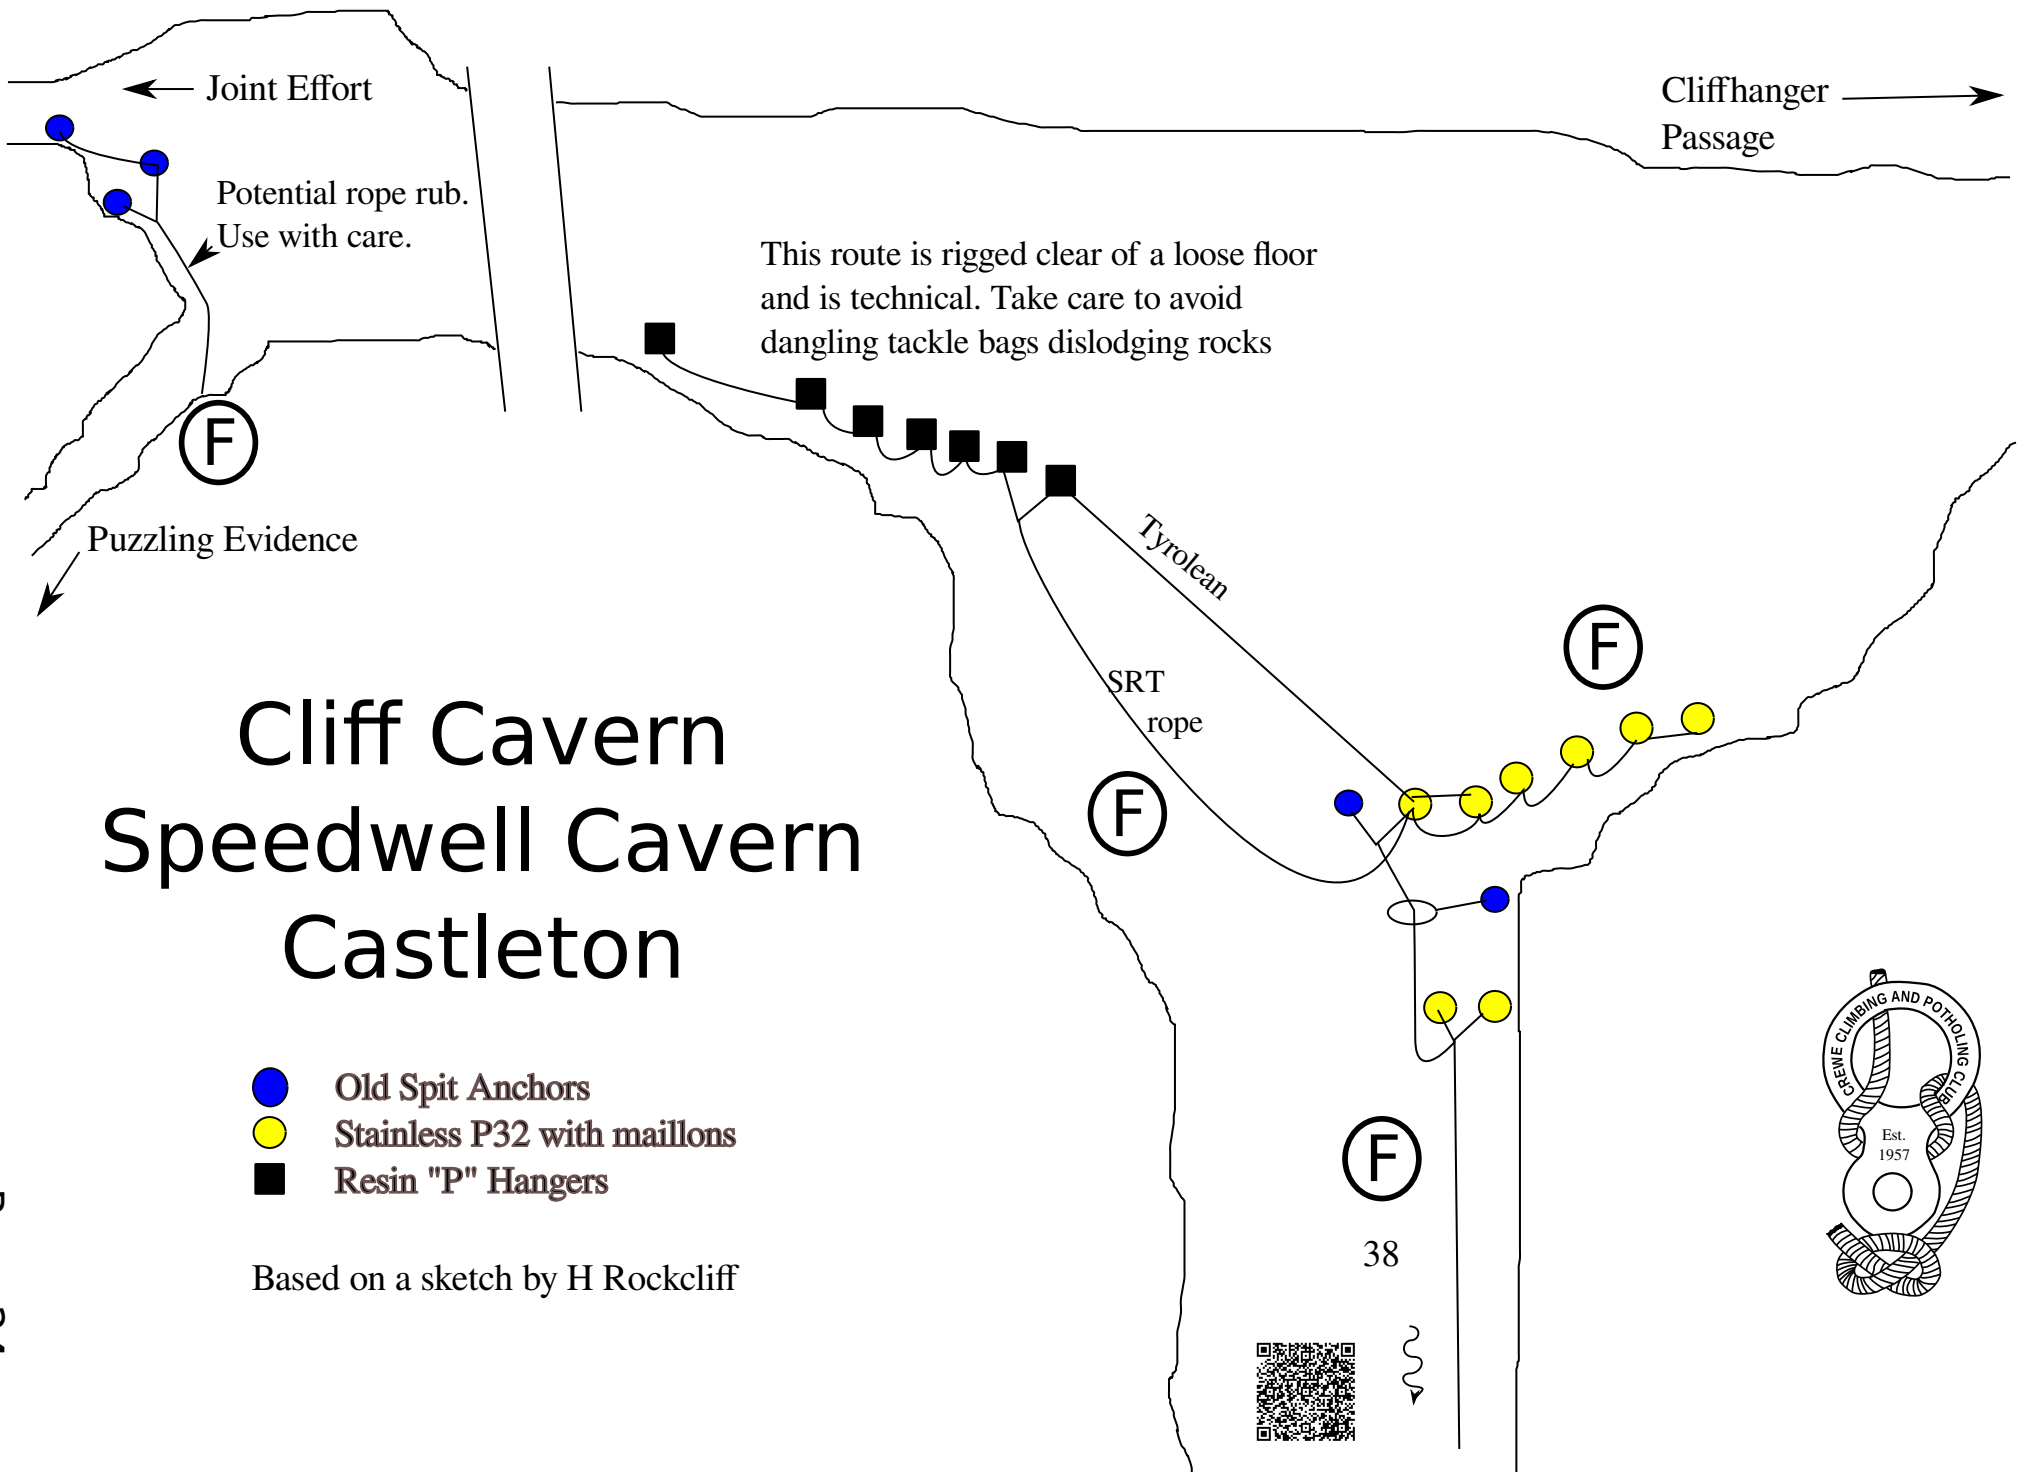 Joint Effort
Cliffhanger
Passage
Potential rope rub.
Use with care.
This route is rigged clear of a loose floor
and is technical. Take care to avoid
dangling tackle bags dislodging rocks
F
Puzzling Evidence
Tyrolean
F
SRT
rope
F
Cliff Cavern
Speedwell Cavern
Castleton
Old Spit Anchors
Stainless P32 with maillons
Resin "P" Hangers
Based on a sketch by H Rockcliff
F
38
CREWE CLIMBING AND POTHOLING CLUB
Est.
1957